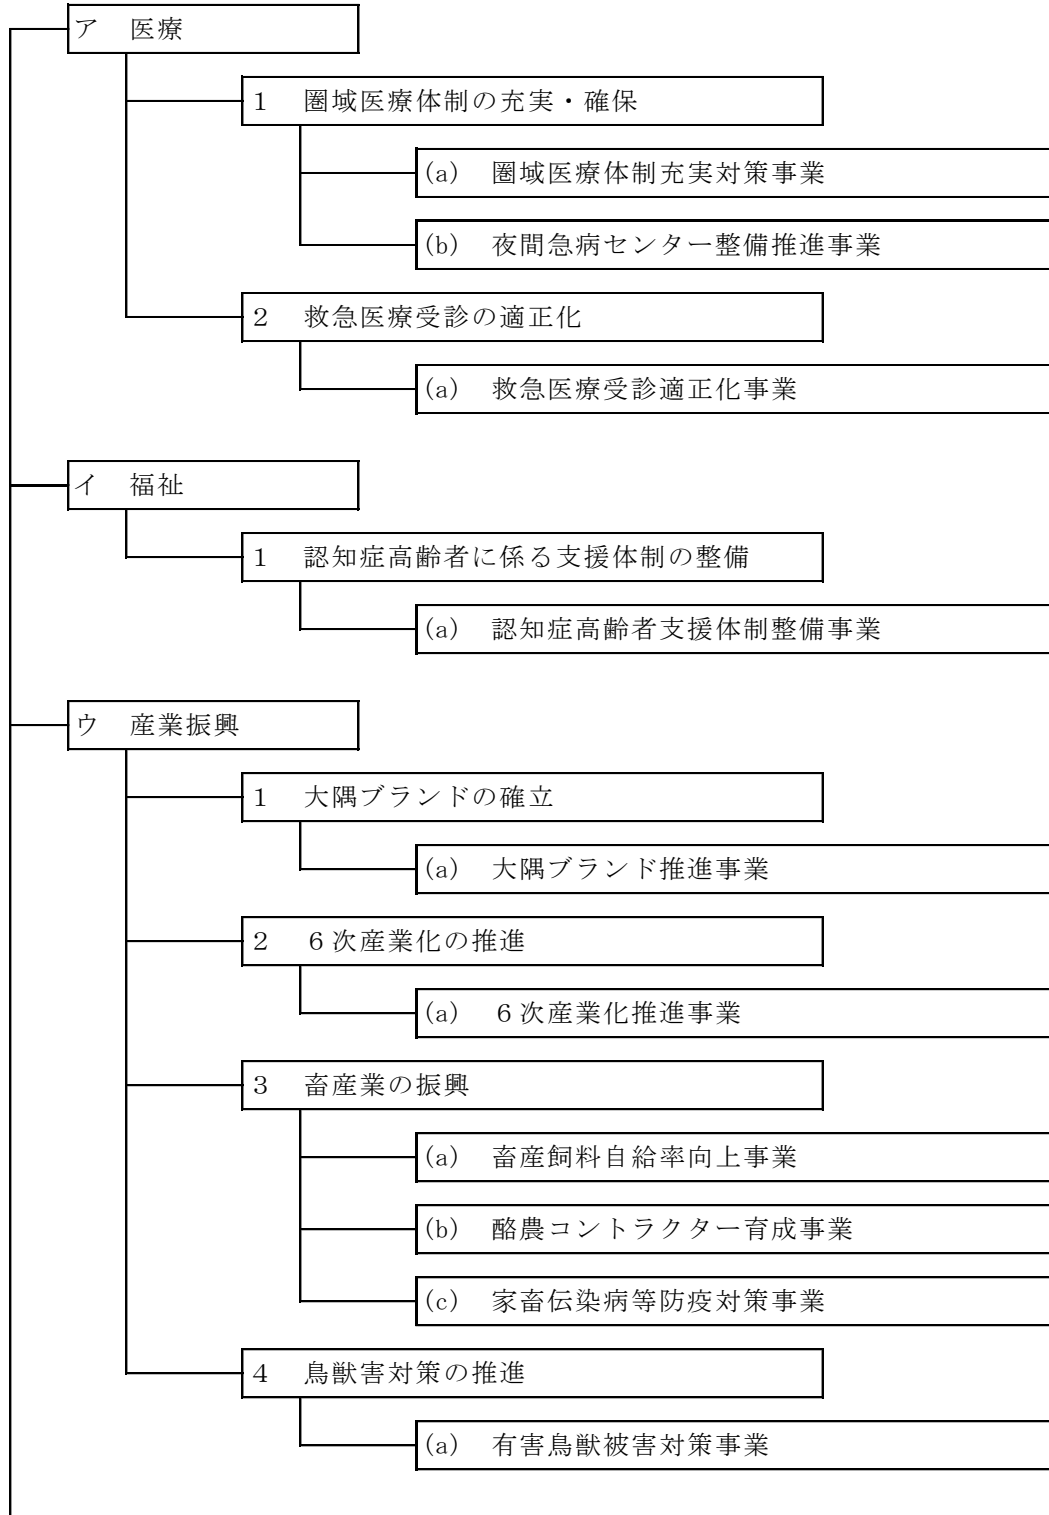 ア　医療
１　圏域医療体制の充実・確保
(a)　圏域医療体制充実対策事業
(b)　夜間急病センター整備推進事業
２　救急医療受診の適正化
(a)　救急医療受診適正化事業
イ　福祉
１　認知症高齢者に係る支援体制の整備
(a)　認知症高齢者支援体制整備事業
ウ　産業振興
１　大隅ブランドの確立
(a)　大隅ブランド推進事業
２　６次産業化の推進
(a)　６次産業化推進事業
３　畜産業の振興
(a)　畜産飼料自給率向上事業
(b)　酪農コントラクター育成事業
(c)　家畜伝染病等防疫対策事業
４　鳥獣害対策の推進
(a)　有害鳥獣被害対策事業